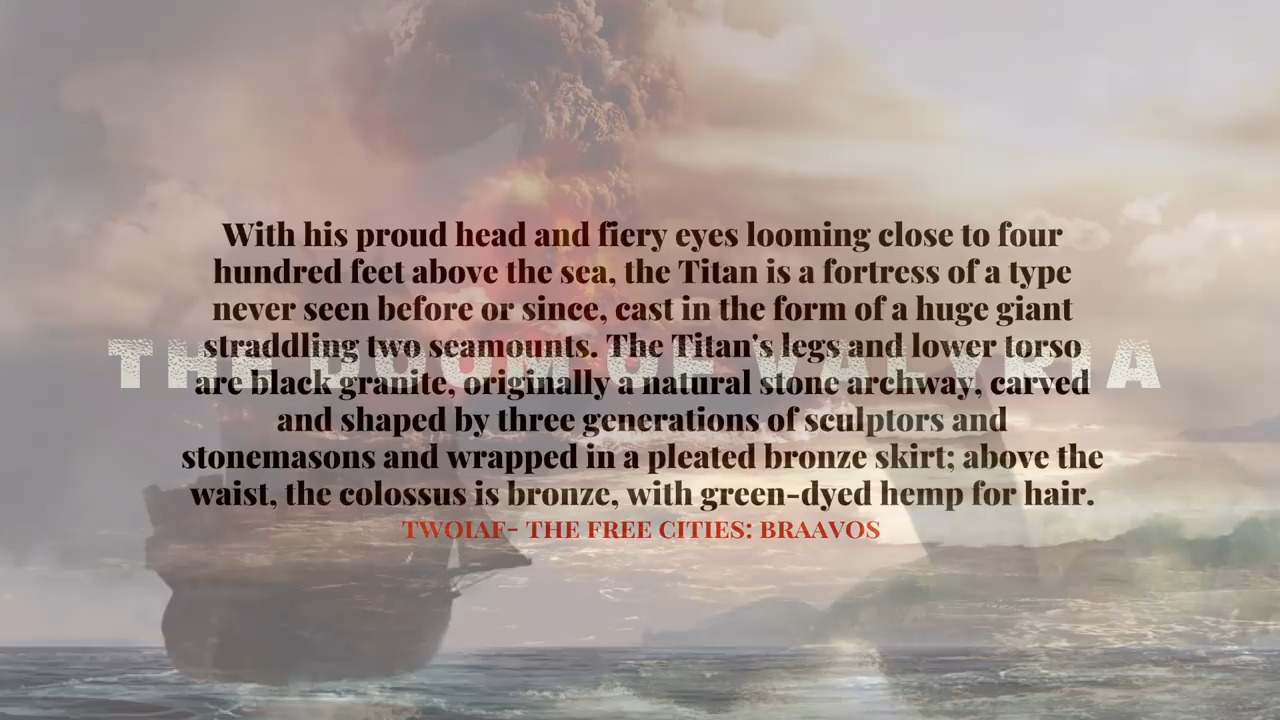 With his proud head and fiery eyes looming close to four
hundred feet above the sea, the Titan is a fortress of a type
never seen before or since, cast in the form of a huge giant
straddling two seamounts. The Titan's legs and lower torso
THE DOOM OF VALYRIA
are black granite, originally a natural stone archway, carved
and shaped by three generations of sculptors and
stonemasons and wrapped in a pleated bronze skirt; above the
waist, the colossus is bronze, with green-dyed hemp for hair.
TWOIAF- THE FREE CITIES: BRAAVOS